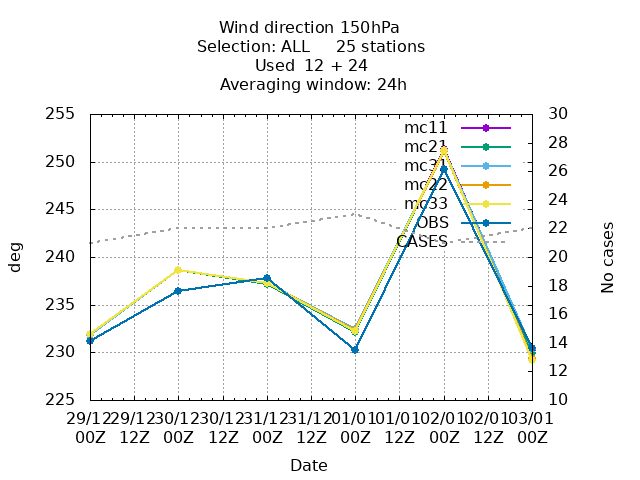 Wind direction 150hPa
Selection: ALL 25 stations
Used 12 + 24
Averaging window: 24h
255
250
245
240
235
230
225
deg
30
28
26
24
22
20
18
16
14
12
10
No cases
mc11
mc21
mc31
mc22
mc33
OBS
CASES
29/12 29/12 30/12 30/12 31/12 31/12 01/01 01/01 02/01 02/01 03/01
00Z 12Z 00Z 12Z 00Z 12Z 00Z 12Z 00Z 12Z 00Z
Date